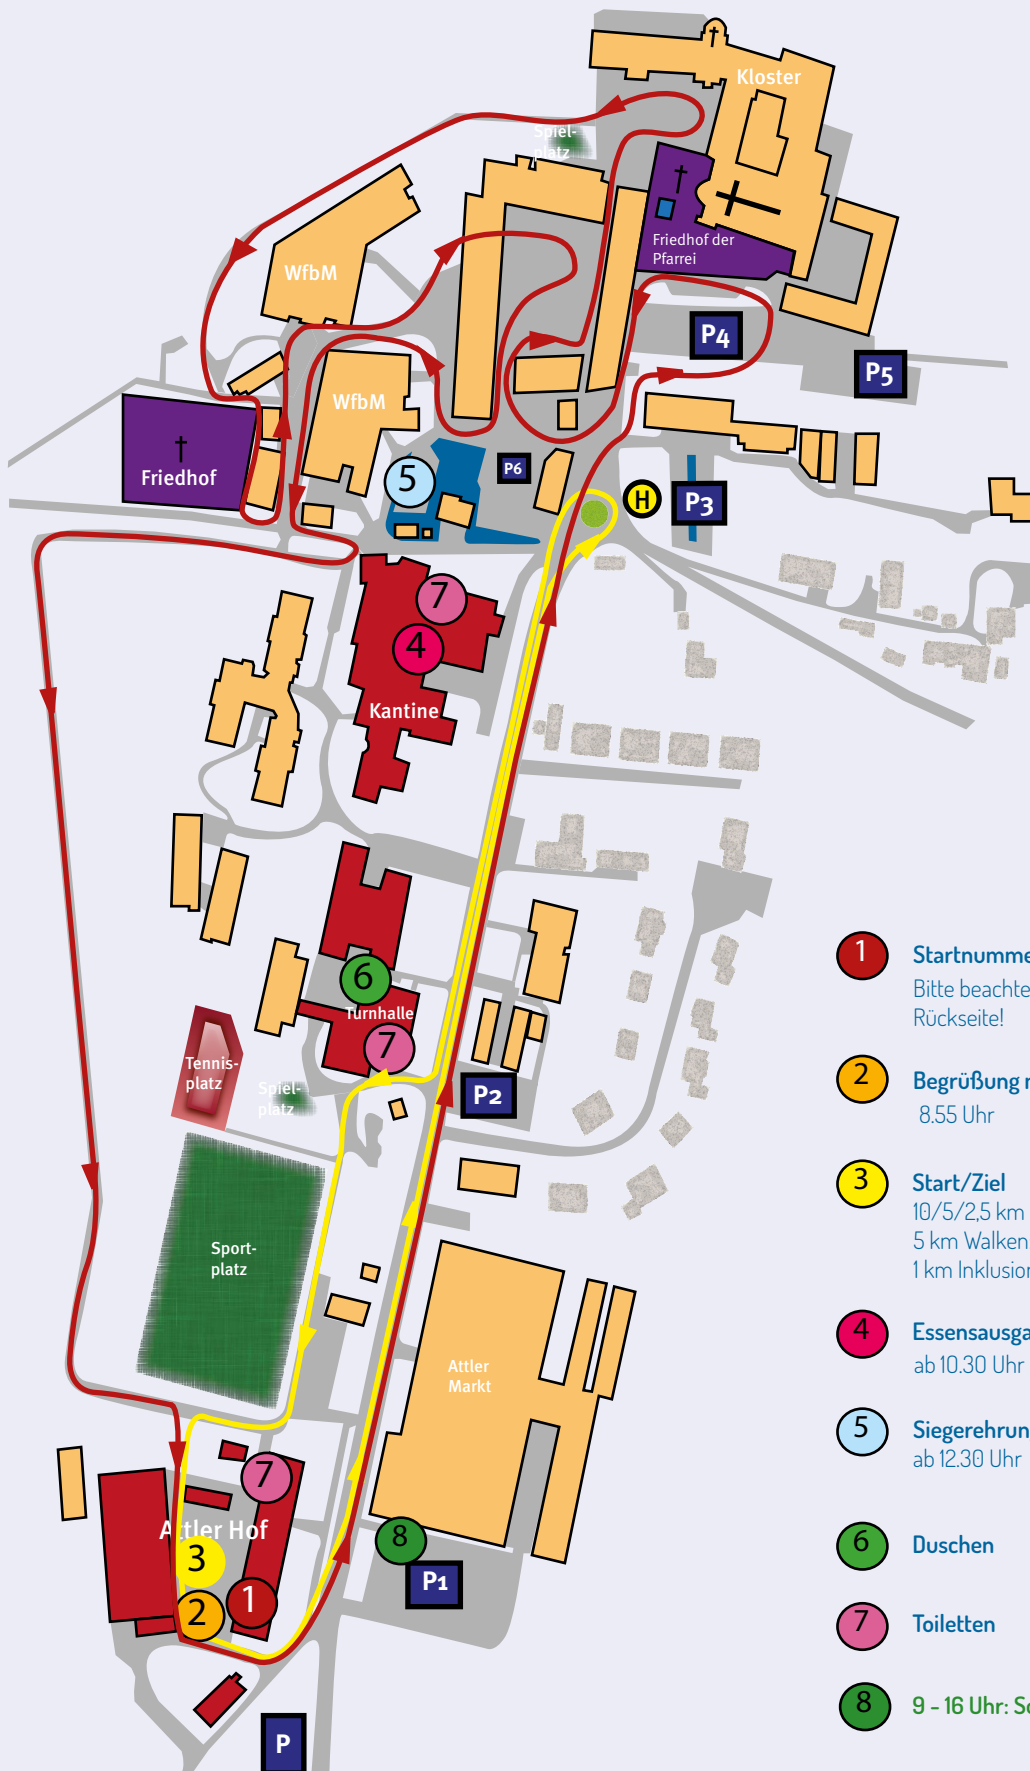 Kloster
Spiel-
platz
Friedhof der
Pfarrei
WfbM
P4
P5
WfbM
Friedhof
5
P6
H
P3
7
4
Kantine
6
Turnhalle
7
Tennis-
platz
Spiel-
platz
P2
Sport-
platz
Attler
Markt
7
Attler Hof
3
8
P1
1
2
P
1 Startnumme
Bitte beachte
Rückseite!
2 Begrüßung
8.55 Uhr
3 Start/Ziel
10/5/2,5 km
5 km Walken
1 km Inklusion
4 Essensausga
ab 10.30 Uhr
5 Siegerehrun
ab 12.30 Uhr
6 Duschen
7 Toiletten
8 9 - 16 Uhr: